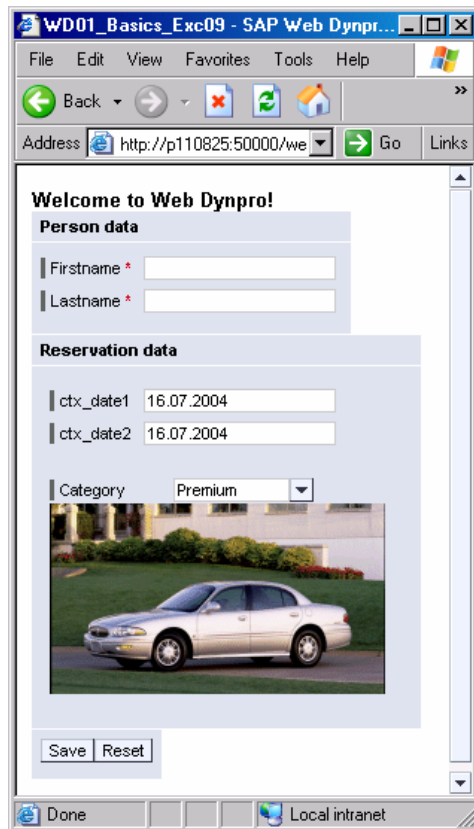 WD01_Basics_Exc09 - SAP Web Dynpr...
File Edit View Favorites Tools Help
Back »
Address http://p110825:50000/we Go Links
Welcome to Web Dynpro!
Person data
Firstname *
Lastname *
Reservation data
ctx_date1 16.07.2004
ctx_date2 16.07.2004
Category Premium
Save Reset
Done Local intranet